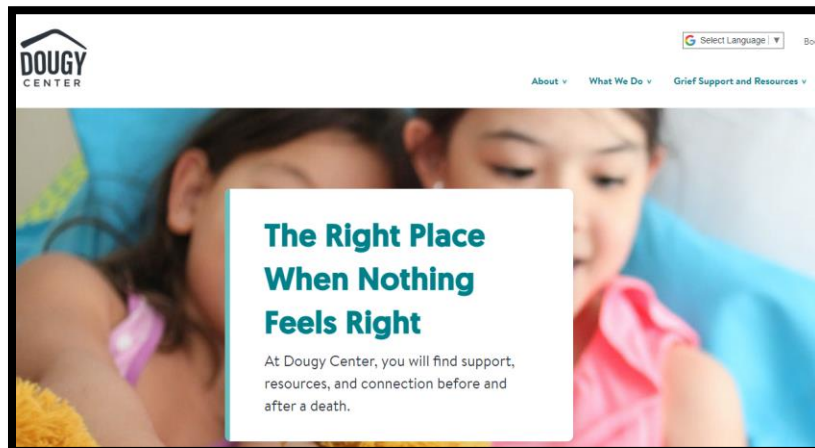 DOUGY
CENTER
Select Language ▼
About v
What We Do v
Grief Support and Resources v
The Right Place
When Nothing
Feels Right
At Dougy Center, you will find support,
resources, and connection before and
after a death.